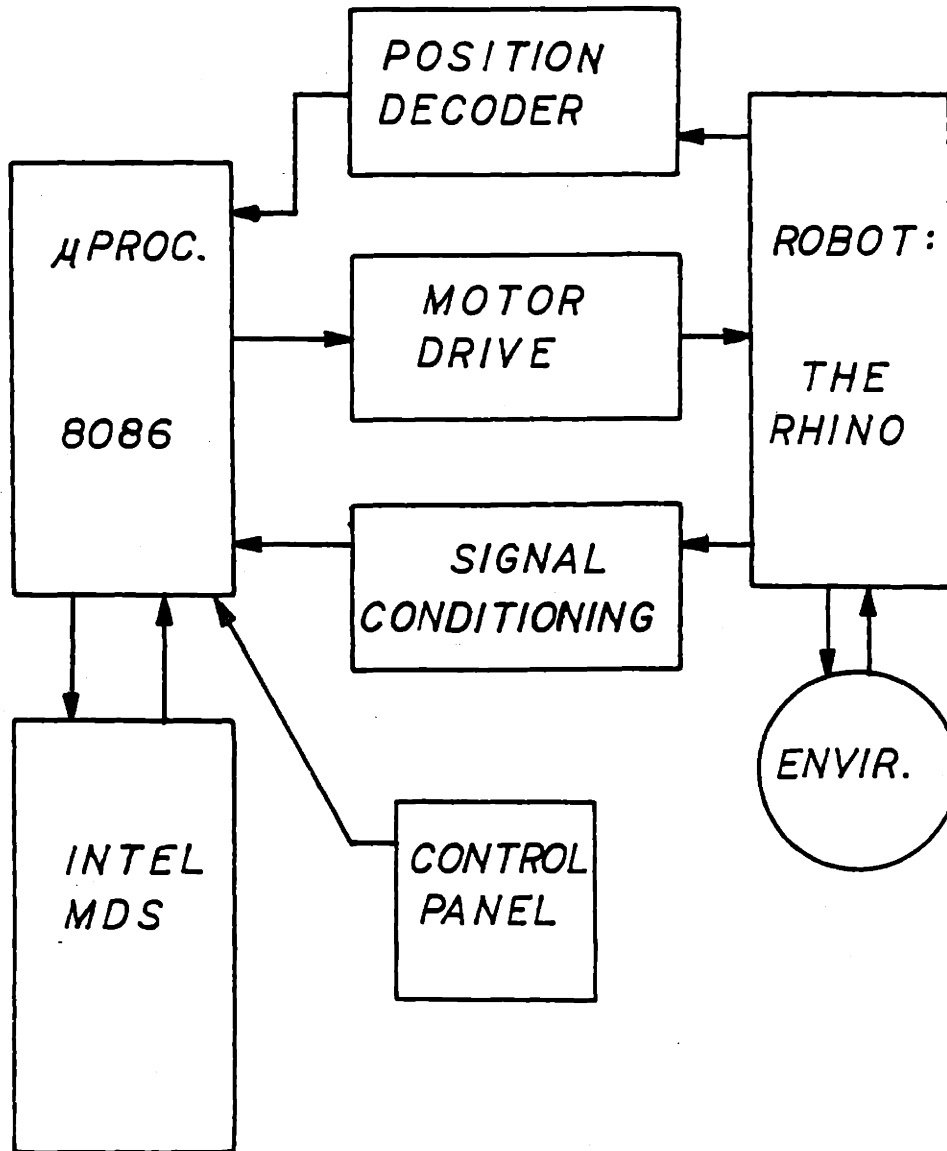 POSITION
DECODER
μPROC.
8086
MOTOR
DRIVE
ROBOT:
THE
RHINO
SIGNAL
CONDITIONING
ENVIR.
INTEL
MDS
CONTROL
PANEL